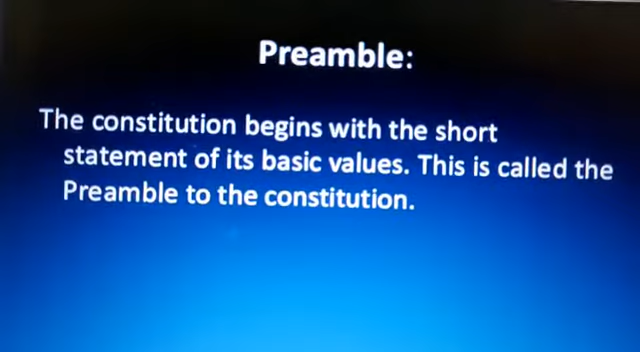 Preamble:
The constitution begins with the short
statement of its basic values. This is called the
Preamble to the constitution.